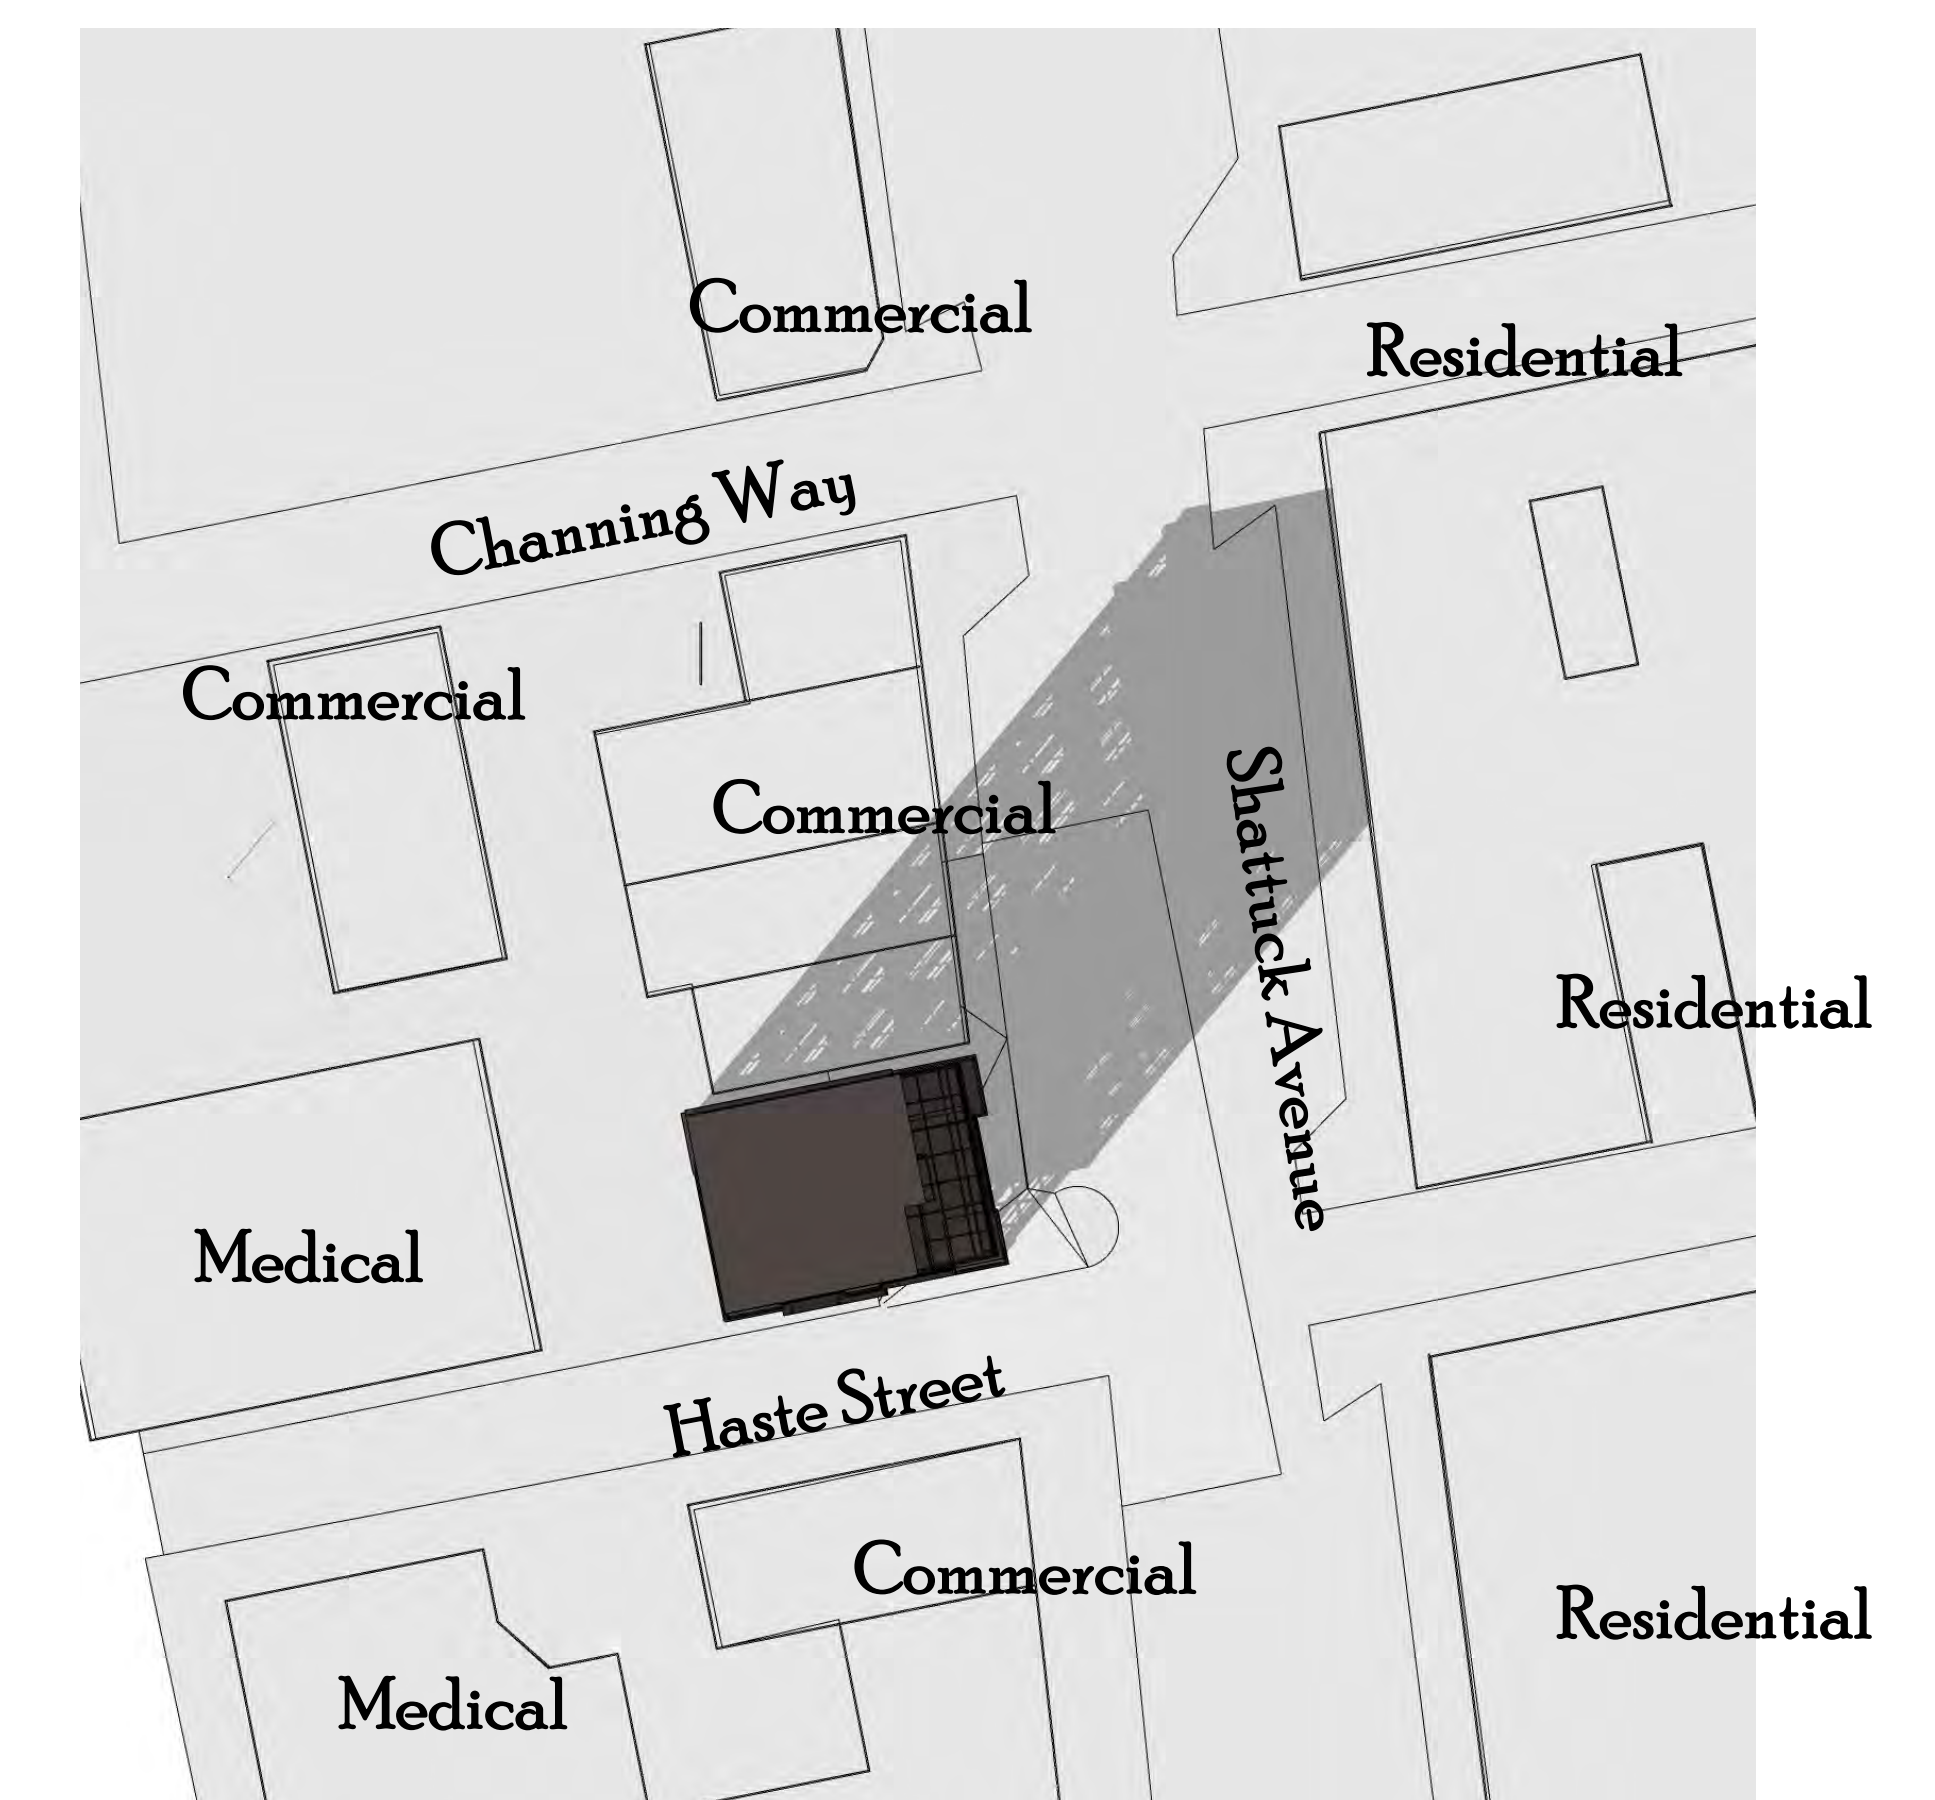 Commercial
Residential
Channing Way
Commercial
Commercial
Shattuck Avenue
Residential
Medical
Haste Street
Commercial
Residential
Medical